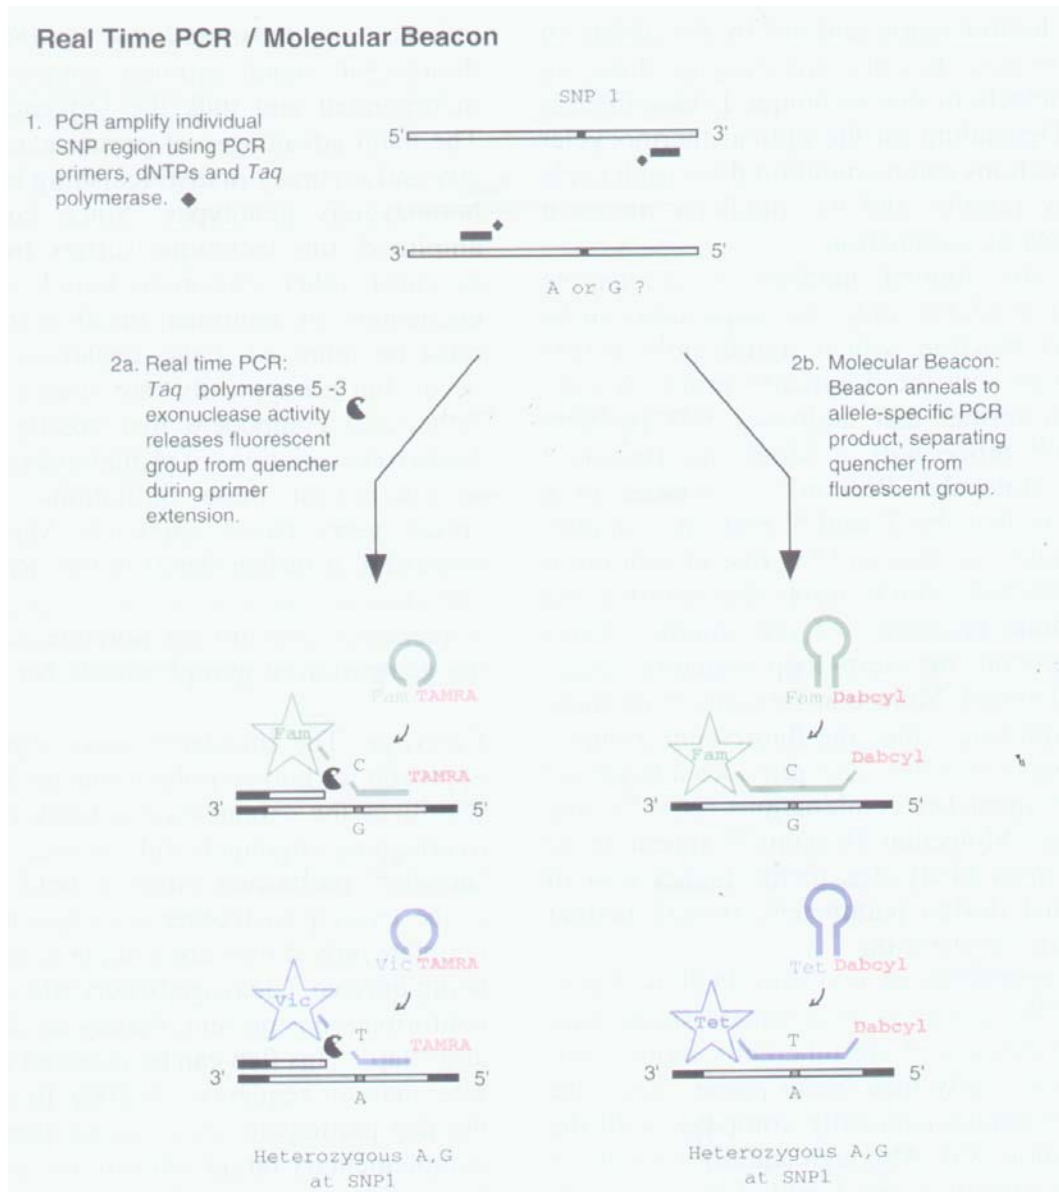 Real Time PCR / Molecular Beacon
SNP 1
1. PCR amplify individual
SNP region using PCR
primers, dNTPs and Taq
polymerase.
5' 3'
3' 5'
A or G ?
2a. Real time PCR:
Taq polymerase 5 -3
exonuclease activity
releases fluorescent
group from quencher
during primer
extension.
2b. Molecular Beacon:
Beacon anneals to
allele-specific PCR
product, separating
quencher from
fluorescent group.
Fam TAMRA
Fam
C
TAMRA
3' 5'
G
Vic TAMRA
Vic
T
TAMRA
3' 5'
A
Heterozygous A,G
at SNP1
Fam Dabcyl
Fam
C
Dabcyl
3' 5'
G
Tet Dabcyl
Tet
T
Dabcyl
3' 5'
A
Heterozygous A,G
at SNP1